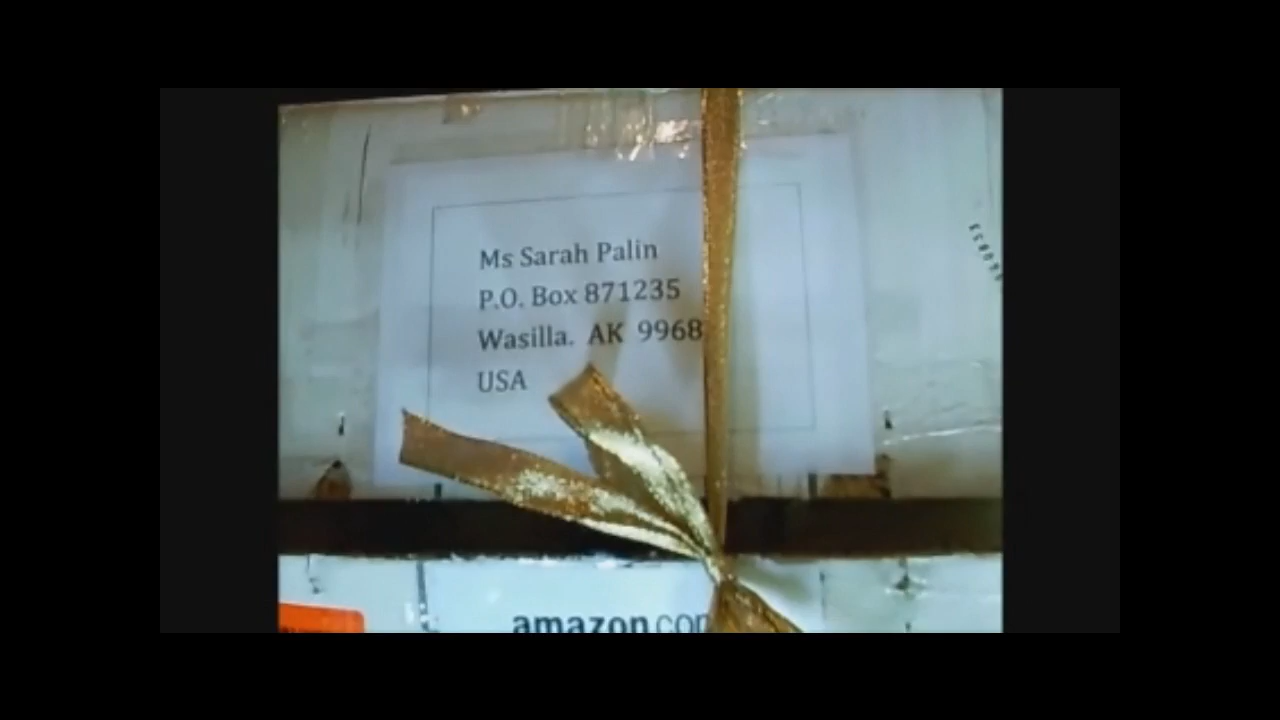 Ms Sarah Palin
P.O. Box 871235
Wasilla. AK 9968
USA
amazon.co